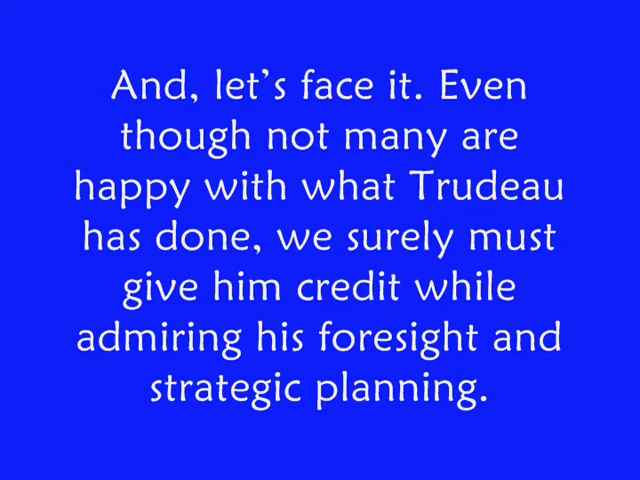 And, let’s face it. Even
though not many are
happy with what Trudeau
has done, we surely must
give him credit while
admiring his foresight and
strategic planning.